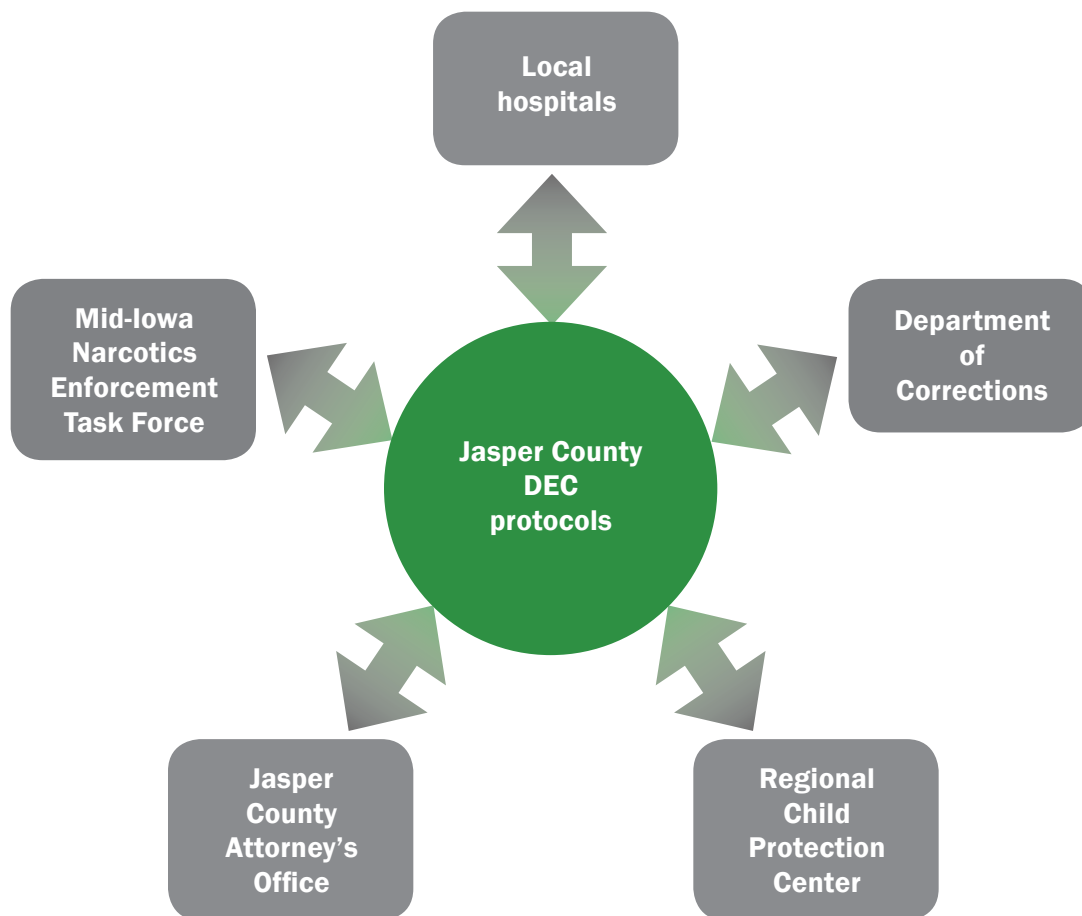 Local
hospitals
Mid-Iowa
Narcotics
Enforcement
Task Force
Department
of
Corrections
Jasper County
DEC
protocols
Jasper
County
Attorney’s
Office
Regional
Child
Protection
Center